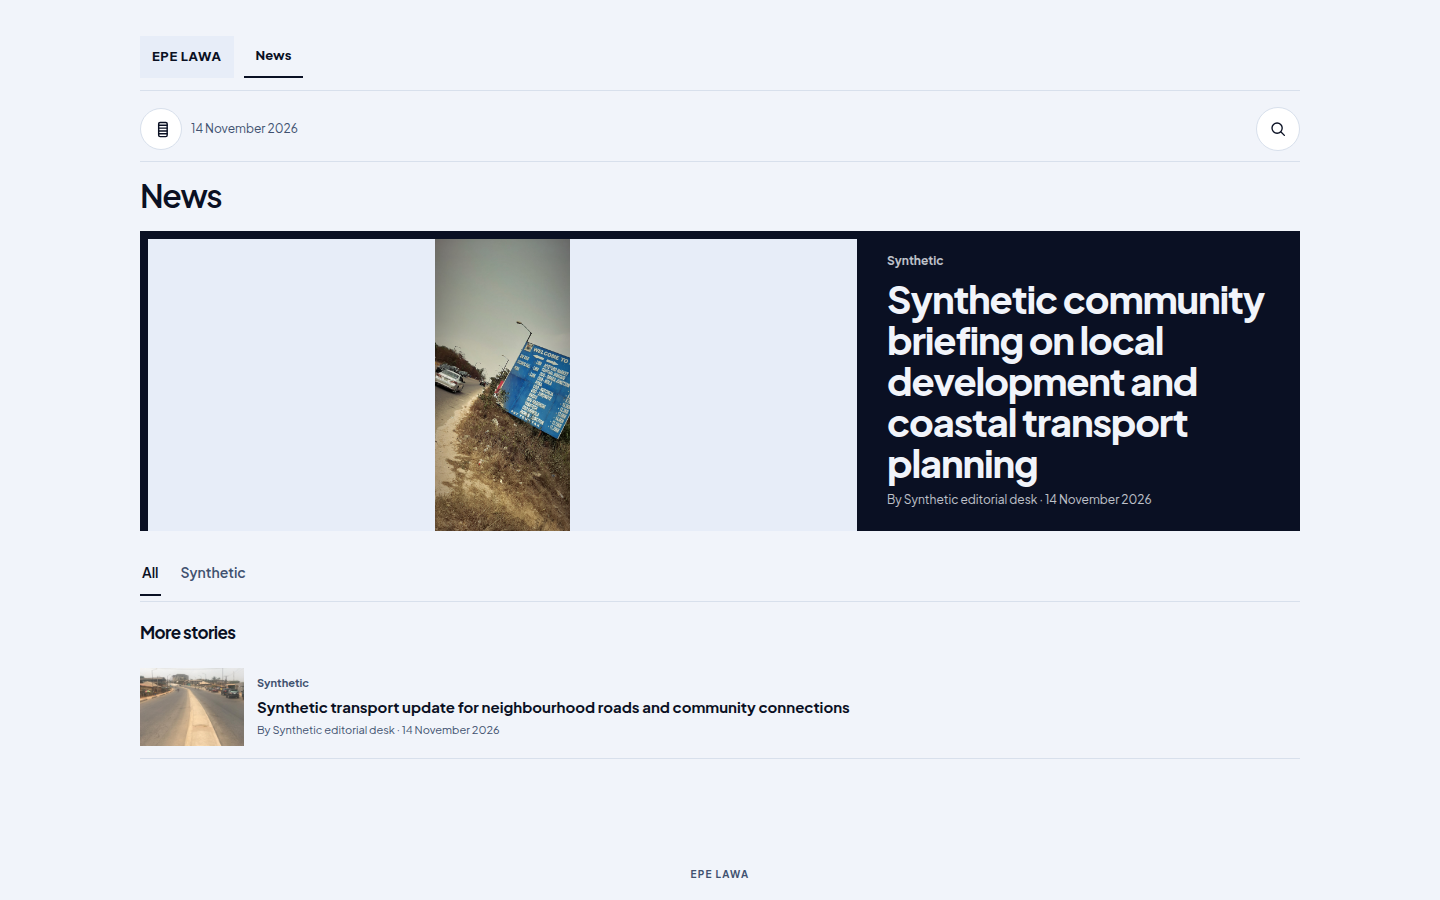 EPE LAWA
News
14 November 2026
News
WELCOME TO
Synthetic
Synthetic community
briefing on local
development and
coastal transport
planning
By Synthetic editorial desk · 14 November 2026
All
Synthetic
More stories
Synthetic
Synthetic transport update for neighbourhood roads and community connections
By Synthetic editorial desk · 14 November 2026
EPE LAWA